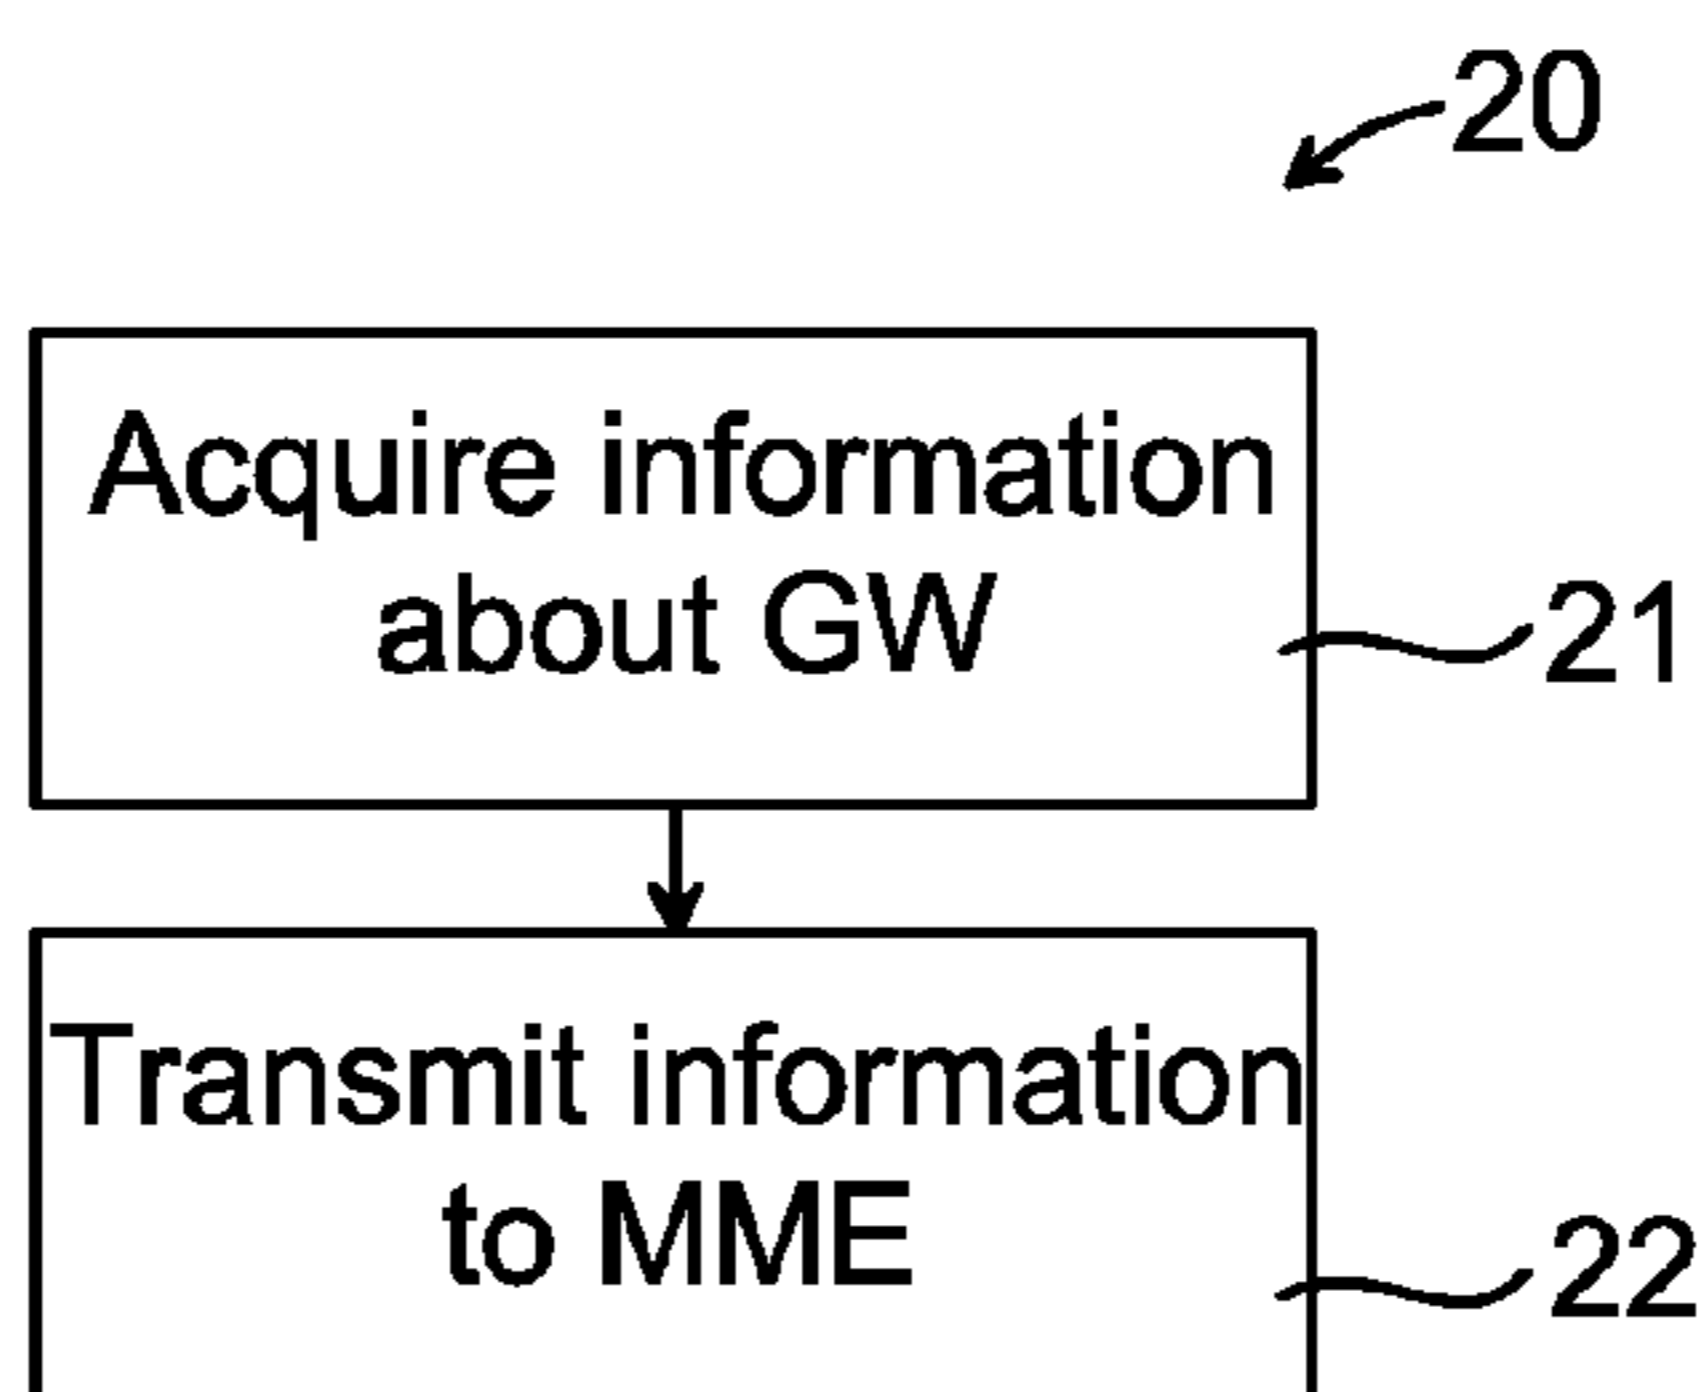 20
Acquire information
about GW
21
Transmit information
to MME
22